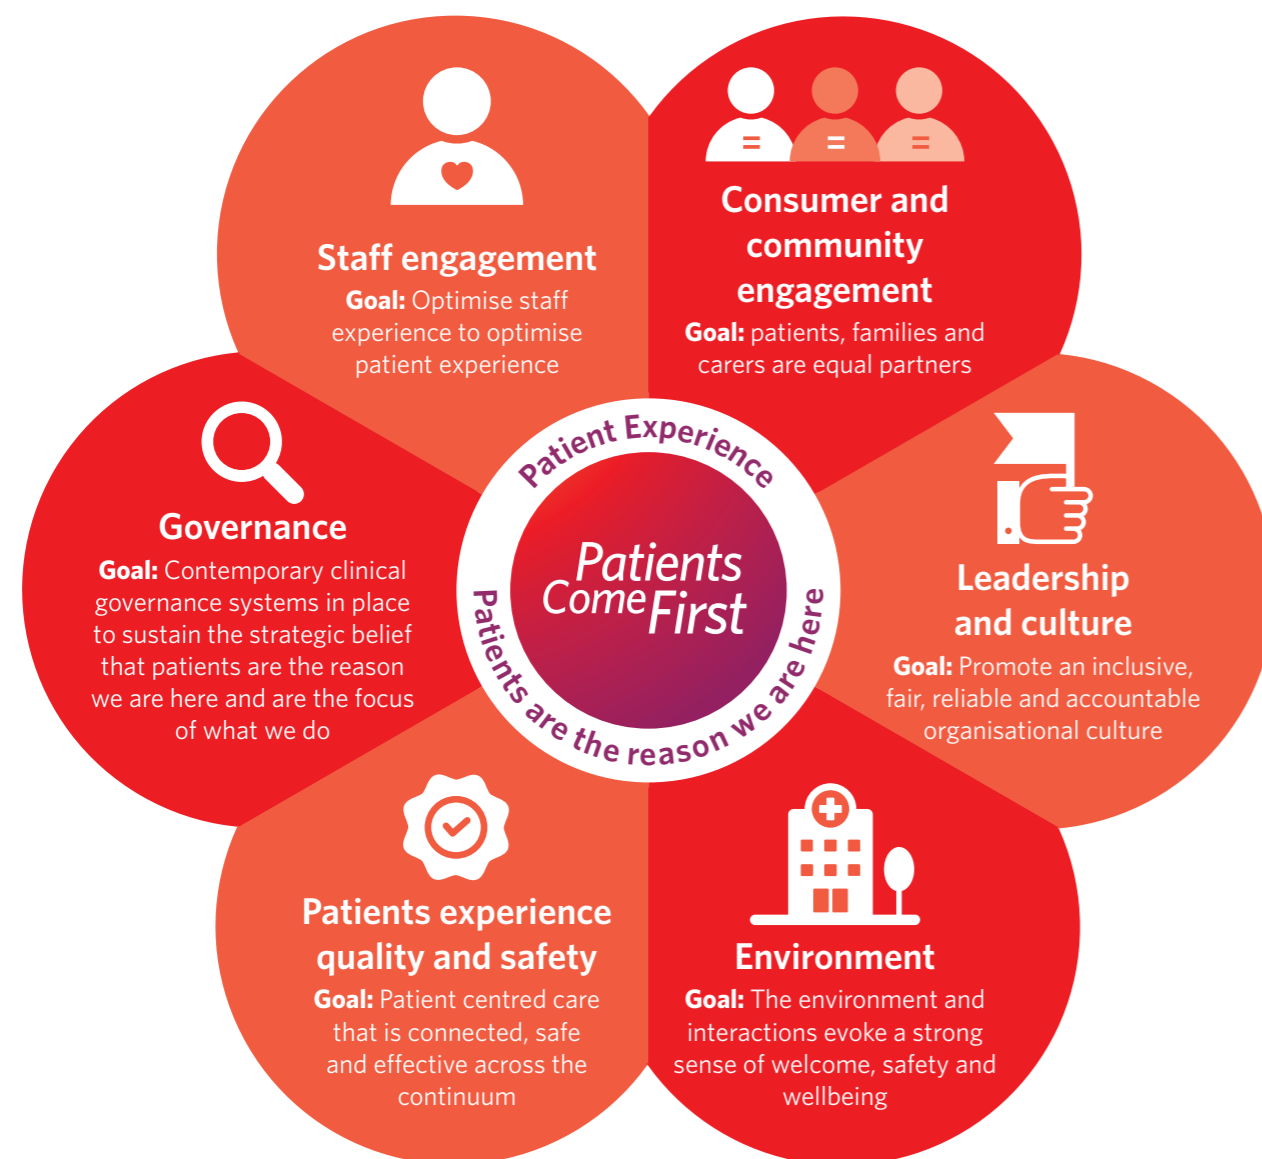 Staff engagement
Goal: Optimise staff
experience to optimise
patient experience
Consumer and
community
engagement
Goal: patients, families and
carers are equal partners
Leadership
and culture
Goal: Promote an inclusive,
fair, reliable and accountable
organisational culture
Environment
Goal: The environment and
interactions evoke a strong
sense of welcome, safety and
wellbeing
Patients experience
quality and safety
Goal: Patient centred care
that is connected, safe
and effective across the
continuum
Governance
Goal: Contemporary clinical
governance systems in place
to sustain the strategic belief
that patients are the reason
we are here and are the focus
of what we do
Patient Experience
Patients
Come First
Patients are the reason we are here